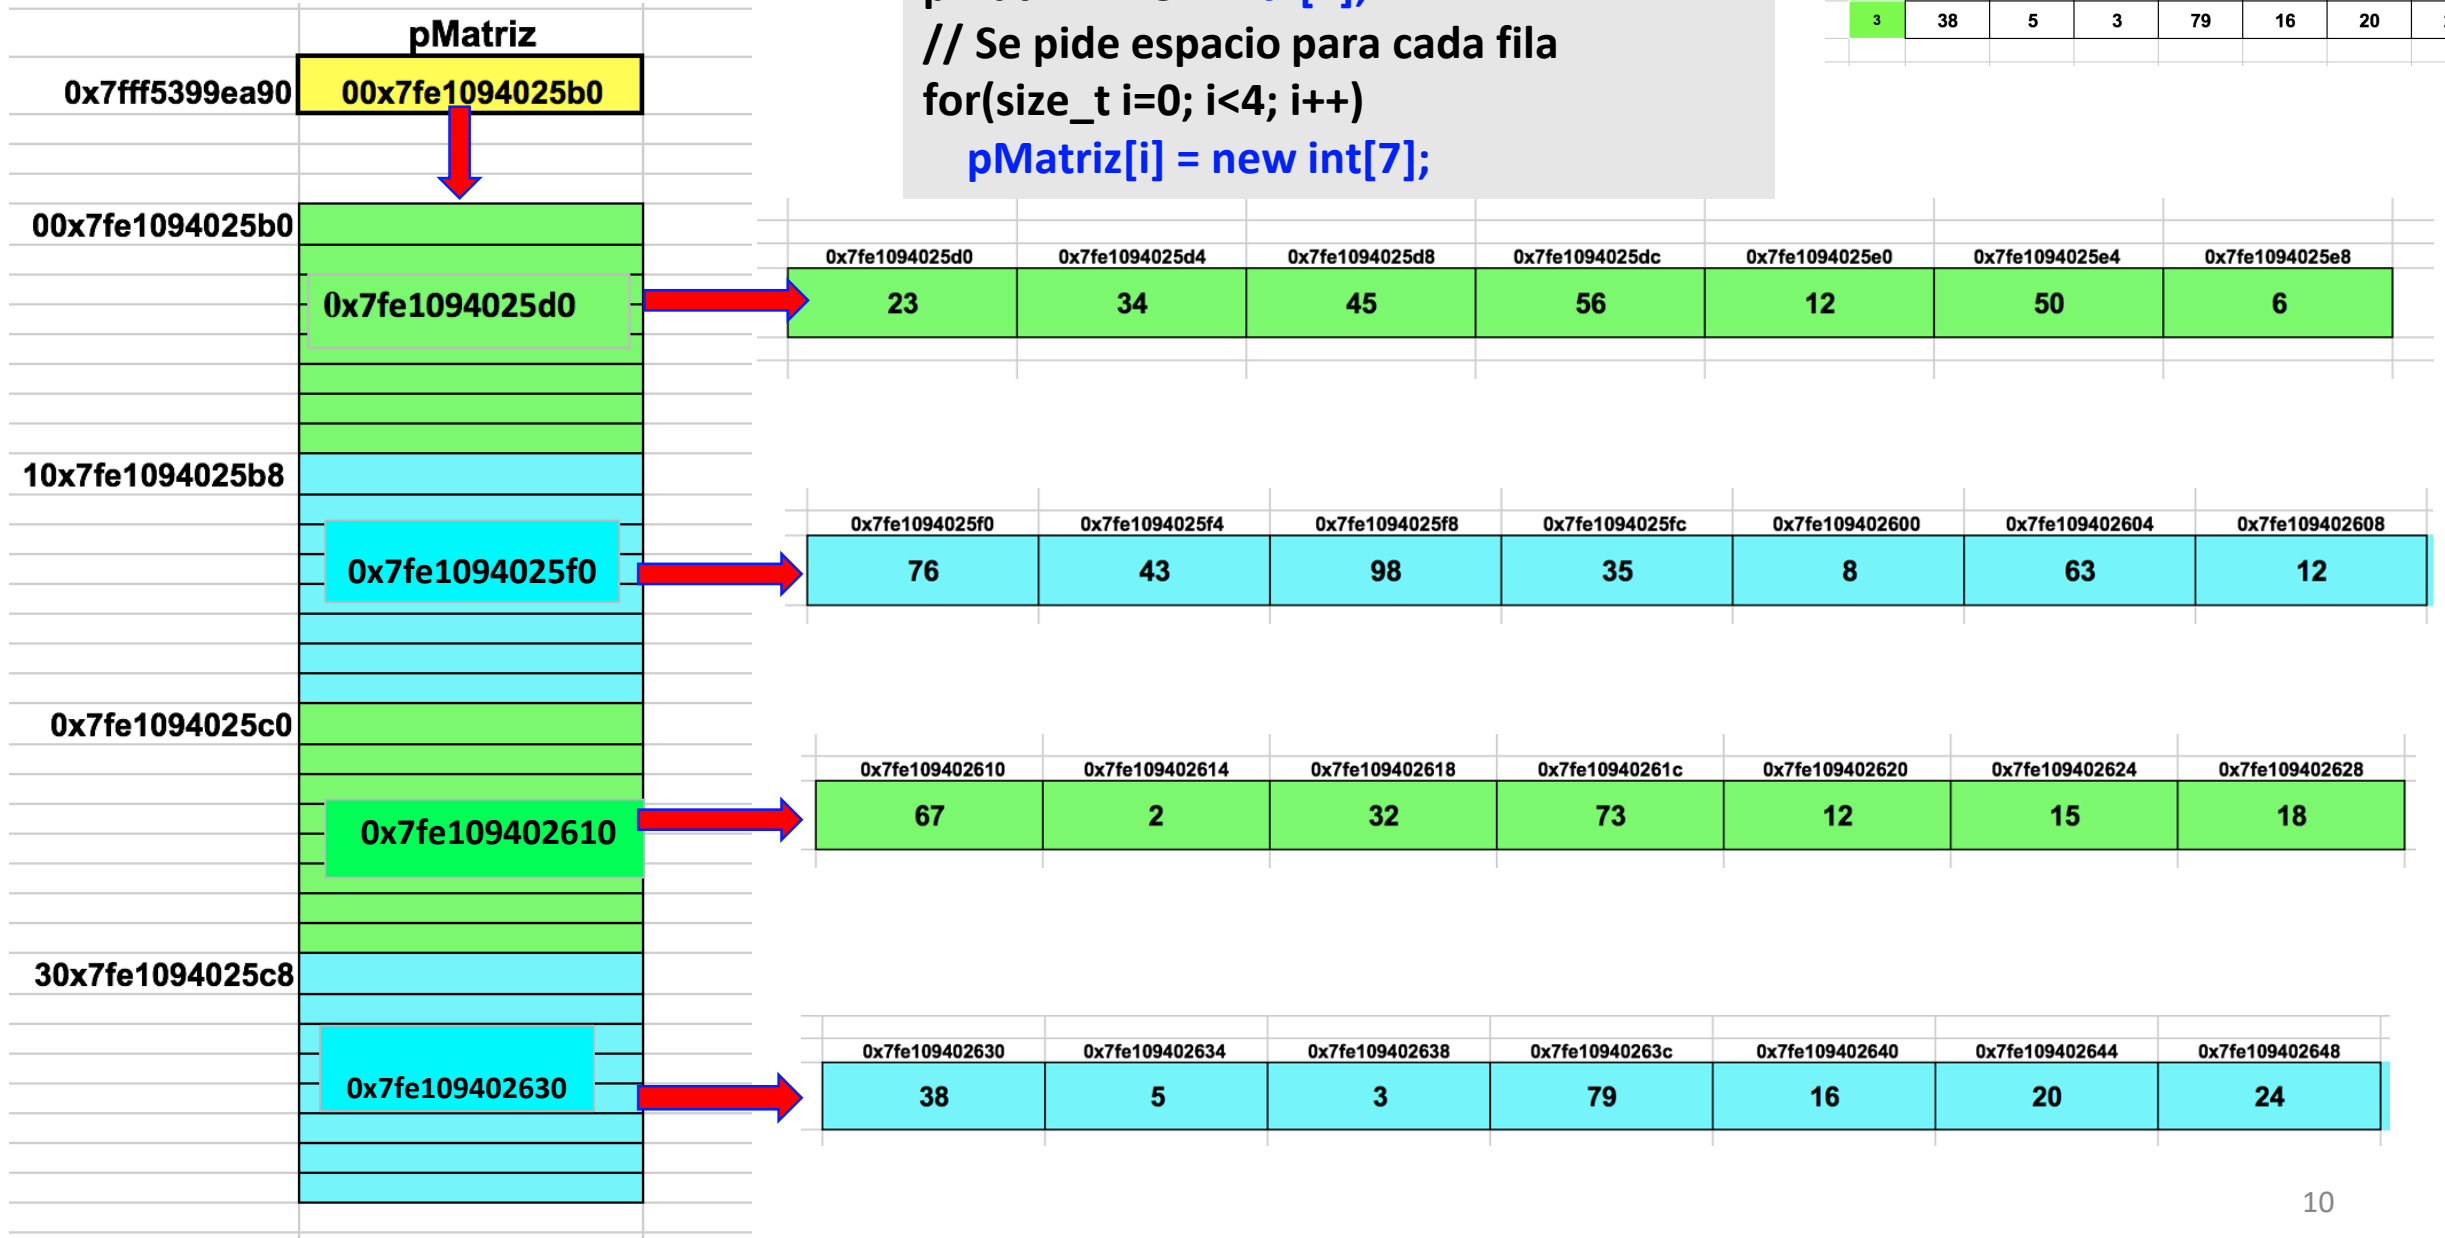 pMatriz
0x7fff5399ea90 00x7fe1094025b0
// Se pide espacio para cada fila
for(size_t i=0; i<4; i++)
pMatriz[i] = new int[7];
3 38 5 3 79 16 20
00x7fe1094025b0
0x7fe1094025d0
0x7fe1094025d0 0x7fe1094025d4 0x7fe1094025d8 0x7fe1094025dc 0x7fe1094025e0 0x7fe1094025e4 0x7fe1094025e8
23 34 45 56 12 50 6
10x7fe1094025b8
0x7fe1094025f0
0x7fe1094025f0 0x7fe1094025f4 0x7fe1094025f8 0x7fe1094025fc 0x7fe109402600 0x7fe109402604 0x7fe109402608
76 43 98 35 8 63 12
0x7fe1094025c0
0x7fe109402610
0x7fe109402610 0x7fe109402614 0x7fe109402618 0x7fe10940261c 0x7fe109402620 0x7fe109402624 0x7fe109402628
67 2 32 73 12 15 18
30x7fe1094025c8
0x7fe109402630
0x7fe109402630 0x7fe109402634 0x7fe109402638 0x7fe10940263c 0x7fe109402640 0x7fe109402644 0x7fe109402648
38 5 3 79 16 20 24
10